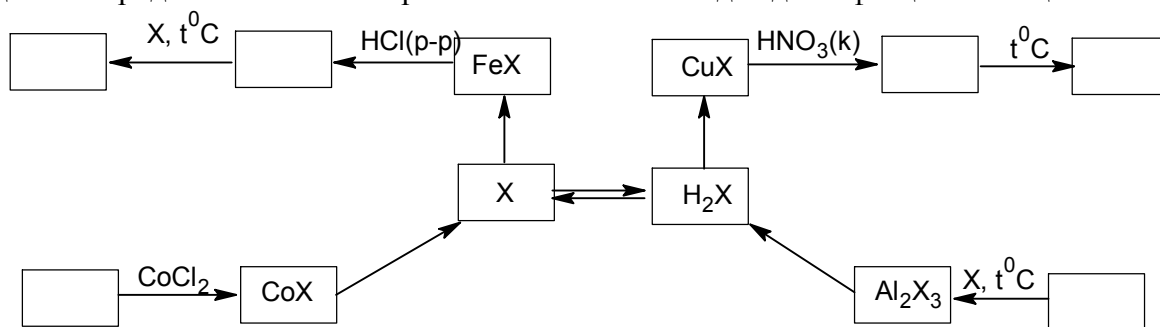 X, t⁰C HCl(p-p) FeX CuX HNO₃(k) t⁰C
X H₂X
CoCl₂ CoX Al₂X₃ X, t⁰C